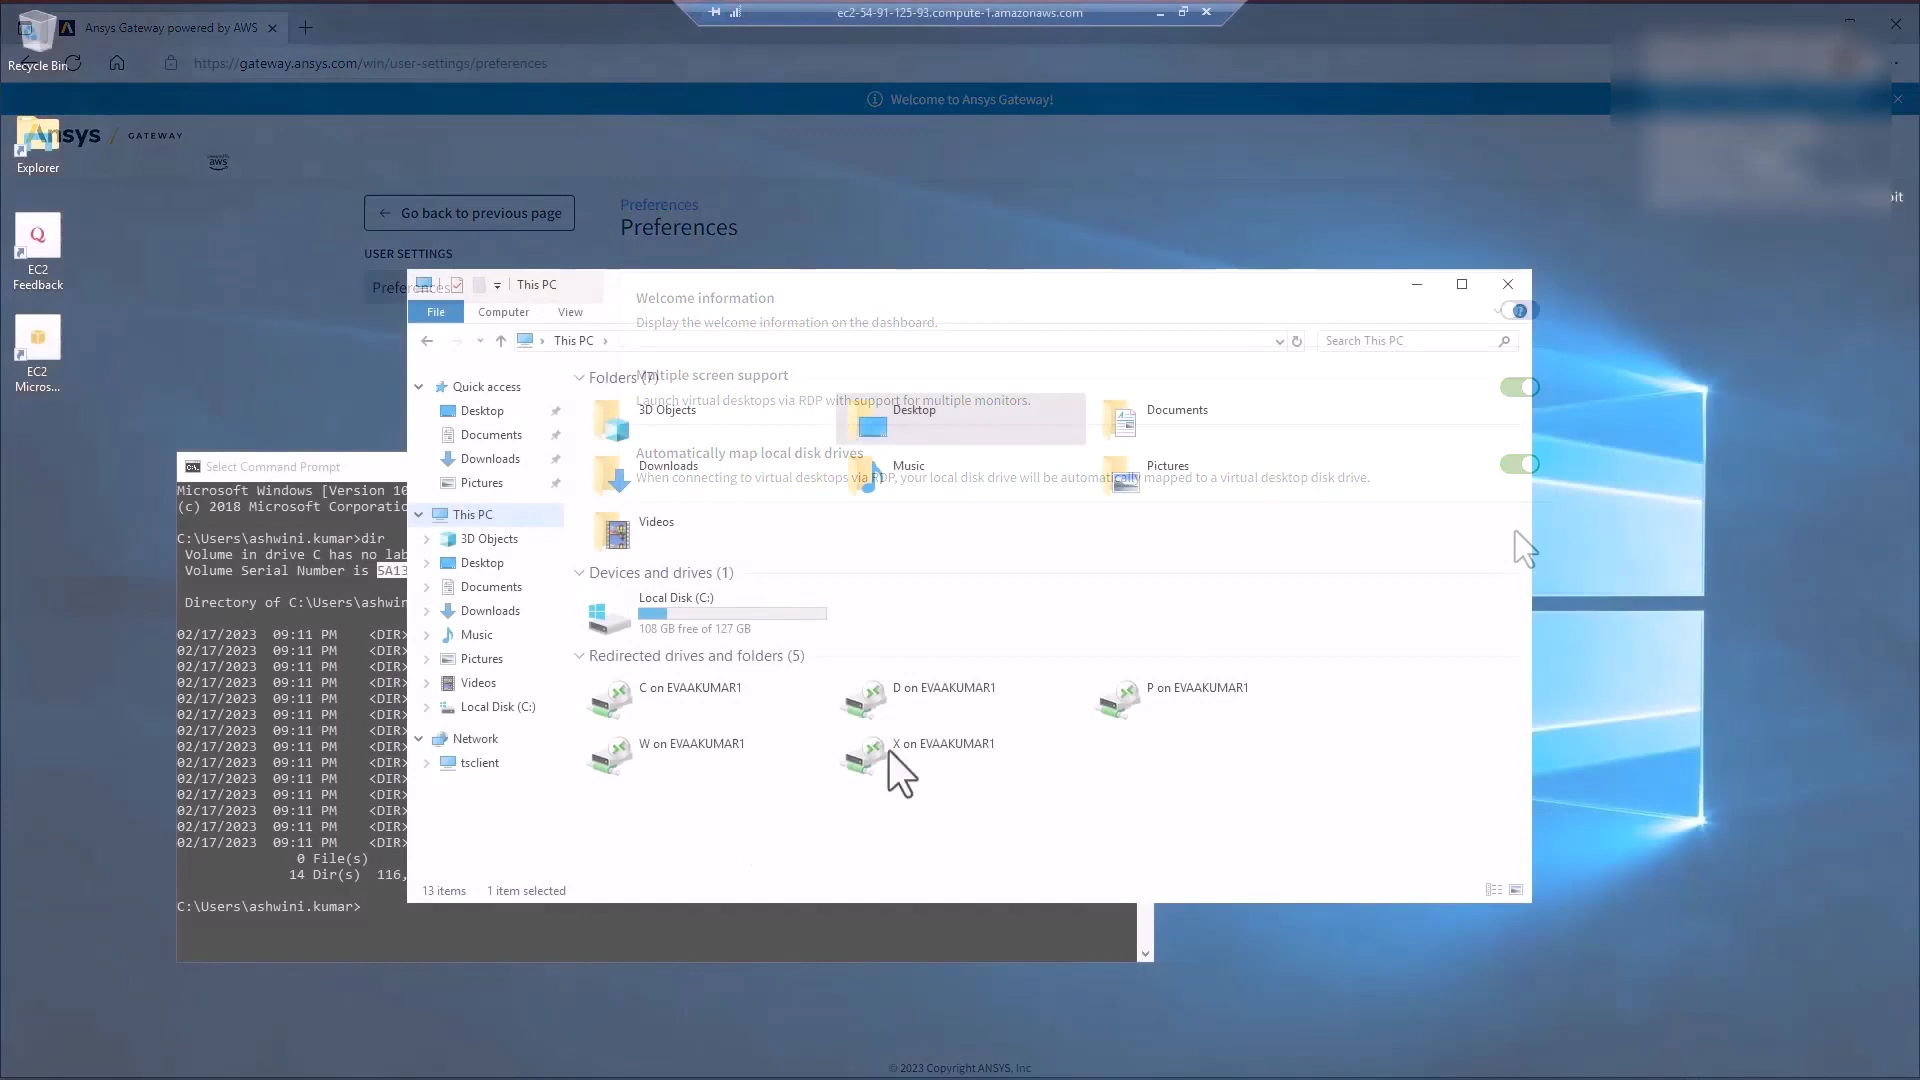 ec2-54-91-125-93.compute-1.amazonaws.com
Ansys Gateway powered by AWS
Recycle Bin
https://gateway.ansys.com/win/user-settings/preferences
Welcome to Ansys Gateway!
Ansys / GATEWAY
powered by
aws
Explorer
EC2
Feedback
EC2
Micros...
Go back to previous page
USER SETTINGS
Preferences
Preferences
Preferences
Welcome information
Display the welcome information on the dashboard.
Multiple screen support
Launch virtual desktops via RDP with support for multiple monitors.
Automatically map local disk drives
When connecting to virtual desktops via RDP, your local disk drive will be automatically mapped to a virtual desktop disk drive.
This PC
File
Computer
View
This PC
Search This PC
Quick access
Desktop
Documents
Downloads
Pictures
This PC
3D Objects
Desktop
Documents
Downloads
Music
Pictures
Videos
Local Disk (C:)
Network
tsclient
Folders (7)
3D Objects
Desktop
Documents
Downloads
Music
Pictures
Videos
Devices and drives (1)
Local Disk (C:)
108 GB free of 127 GB
Redirected drives and folders (5)
C on EVAAKUMAR1
D on EVAAKUMAR1
P on EVAAKUMAR1
W on EVAAKUMAR1
X on EVAAKUMAR1
13 items
1 item selected
Select Command Prompt
Microsoft Windows [Version 10
(c) 2018 Microsoft Corporatio
C:\Users\ashwini.kumar>dir
Volume in drive C has no lab
Volume Serial Number is 5A13
Directory of C:\Users\ashwin
02/17/2023 09:11 PM <DIR>
02/17/2023 09:11 PM <DIR>
02/17/2023 09:11 PM <DIR>
02/17/2023 09:11 PM <DIR>
02/17/2023 09:11 PM <DIR>
02/17/2023 09:11 PM <DIR>
02/17/2023 09:11 PM <DIR>
02/17/2023 09:11 PM <DIR>
02/17/2023 09:11 PM <DIR>
02/17/2023 09:11 PM <DIR>
02/17/2023 09:11 PM <DIR>
02/17/2023 09:11 PM <DIR>
02/17/2023 09:11 PM <DIR>
02/17/2023 09:11 PM <DIR>
0 File(s)
14 Dir(s) 116,
C:\Users\ashwini.kumar>
© 2023 Copyright ANSYS, Inc